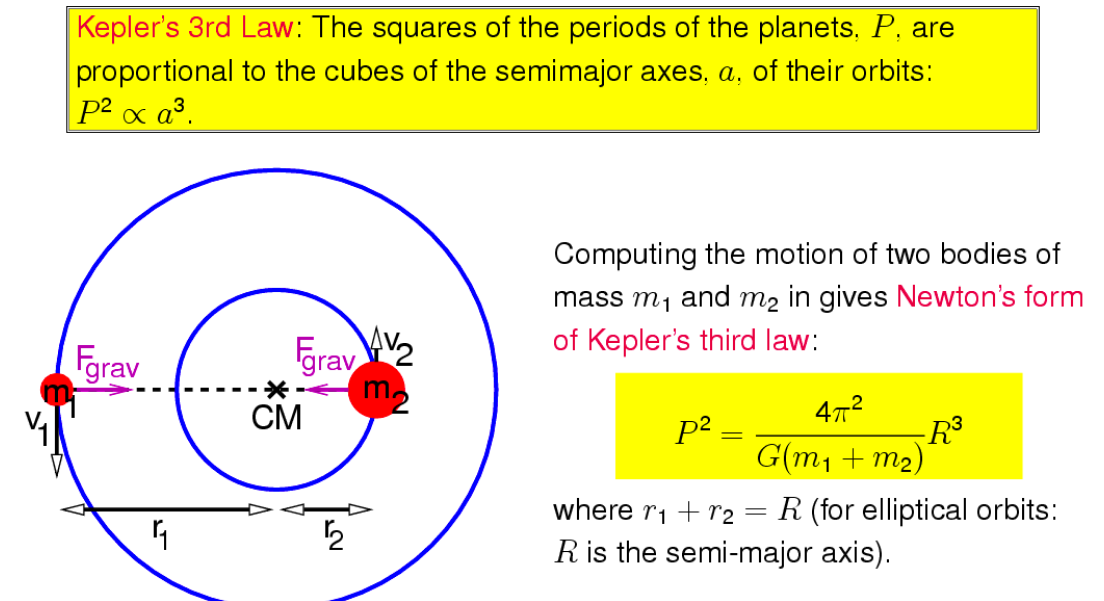 Kepler's 3rd Law: The squares of the periods of the planets, P, are
proportional to the cubes of the semimajor axes, a, of their orbits:
P² ∝ a³.
Computing the motion of two bodies of
mass m₁ and m₂ in gives Newton's form
of Kepler's third law:
P² = 4π² / G(m₁ + m₂) R³
where r₁ + r₂ = R (for elliptical orbits:
R is the semi-major axis).
F_grav
F_grav
v₂
m₁
m₂
v₁
CM
r₁
r₂